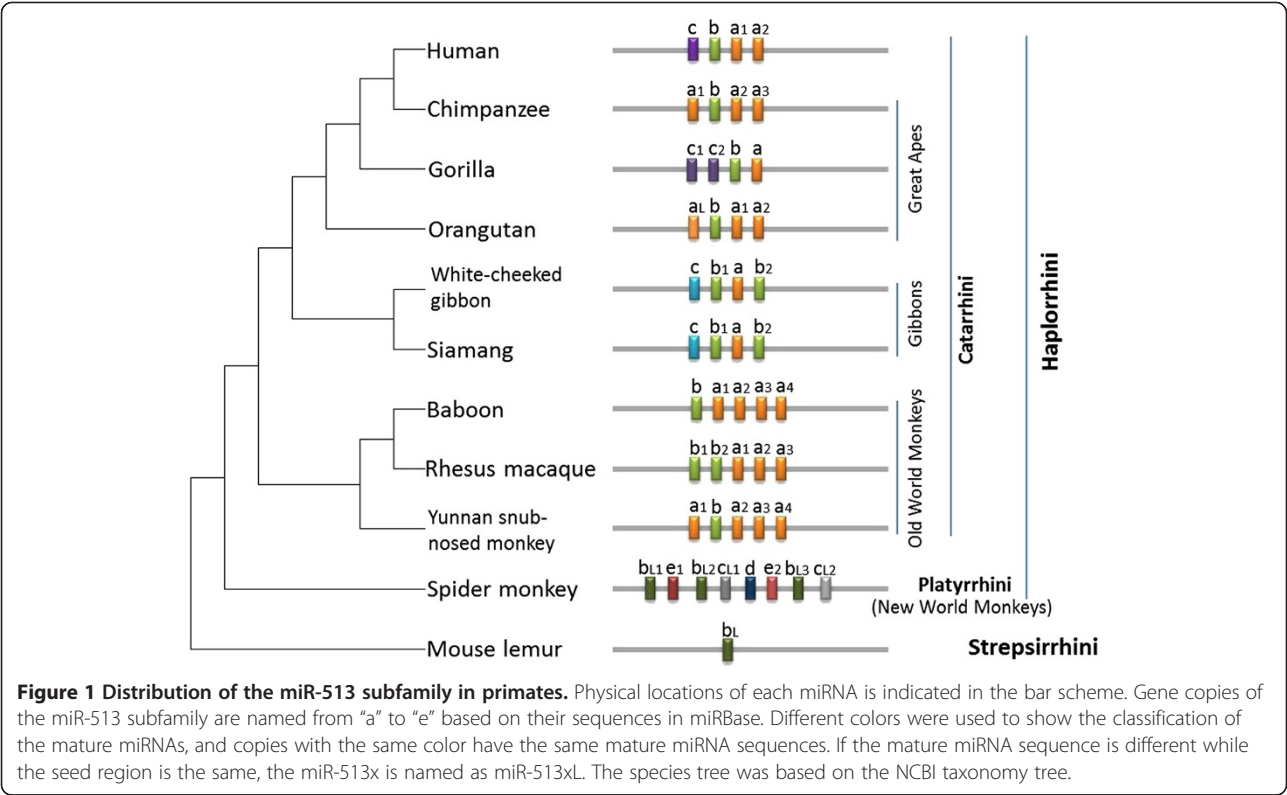 Human
c b a1 a2
Chimpanzee
a1 b a2 a3
Gorilla
c1 c2 b a
Orangutan
aL b a1 a2
Great Apes
White-cheeked
gibbon
c b1 a b2
Siamang
c b1 a b2
Gibbons
Baboon
b a1 a2 a3 a4
Rhesus macaque
b1 b2 a1 a2 a3
Yunnan snub-
nosed monkey
a1 b a2 a3 a4
Old World Monkeys
Catarrhini
Haplorrhini
Spider monkey
bL1 e1 bL2 cL1 d e2 bL3 cL2
Platyrrhini
(New World Monkeys)
Mouse lemur
bL
Strepsirrhini
Figure 1 Distribution of the miR-513 subfamily in primates. Physical locations of each miRNA is indicated in the bar scheme. Gene copies of
the miR-513 subfamily are named from “a” to “e” based on their sequences in miRBase. Different colors were used to show the classification of
the mature miRNAs, and copies with the same color have the same mature miRNA sequences. If the mature miRNA sequence is different while
the seed region is the same, the miR-513x is named as miR-513xL. The species tree was based on the NCBI taxonomy tree.